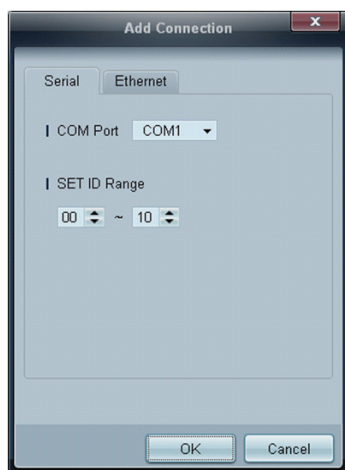 Add Connection
x
Serial Ethernet
COM Port COM1
SET ID Range
00 ~ 10
OK Cancel